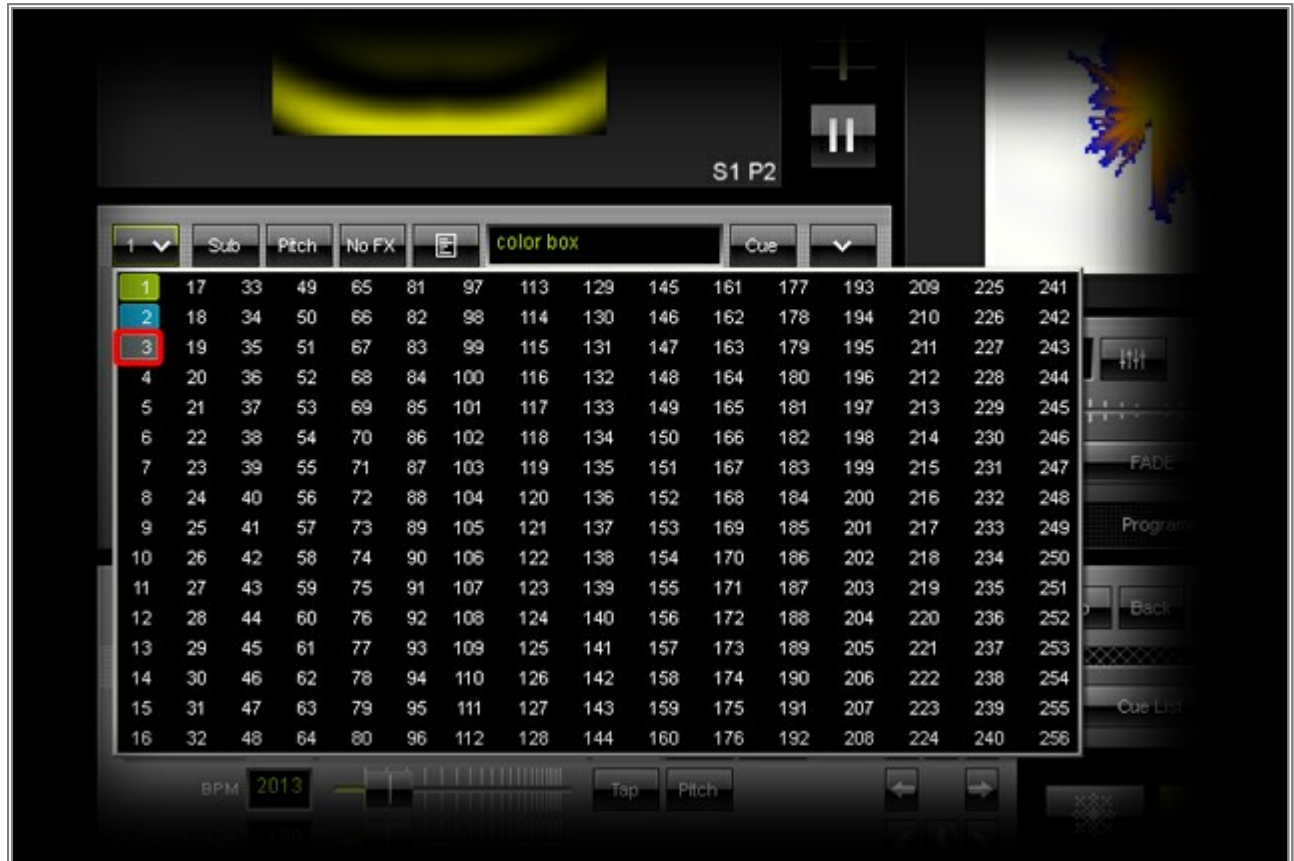 S1 P2
1 Sub Pitch No FX color box Cue
1 17 33 49 65 81 97 113 129 145 161 177 193 209 225 241
2 18 34 50 66 82 98 114 130 146 162 178 194 210 226 242
3 19 35 51 67 83 99 115 131 147 163 179 195 211 227 243
4 20 36 52 68 84 100 116 132 148 164 180 196 212 228 244
5 21 37 53 69 85 101 117 133 149 165 181 197 213 229 245
6 22 38 54 70 86 102 118 134 150 166 182 198 214 230 246
7 23 39 55 71 87 103 119 135 151 167 183 199 215 231 247 FADE
8 24 40 56 72 88 104 120 136 152 168 184 200 216 232 248
9 25 41 57 73 89 105 121 137 153 169 185 201 217 233 249
10 26 42 58 74 90 106 122 138 154 170 186 202 218 234 250
11 27 43 59 75 91 107 123 139 155 171 187 203 219 235 251
12 28 44 60 76 92 108 124 140 156 172 188 204 220 236 252 Back
13 29 45 61 77 93 109 125 141 157 173 189 205 221 237 253
14 30 46 62 78 94 110 126 142 158 174 190 206 222 238 254
15 31 47 63 79 95 111 127 143 159 175 191 207 223 239 255 Cue List
16 32 48 64 80 96 112 128 144 160 176 192 208 224 240 256
BPM 2013 Tap Pitch